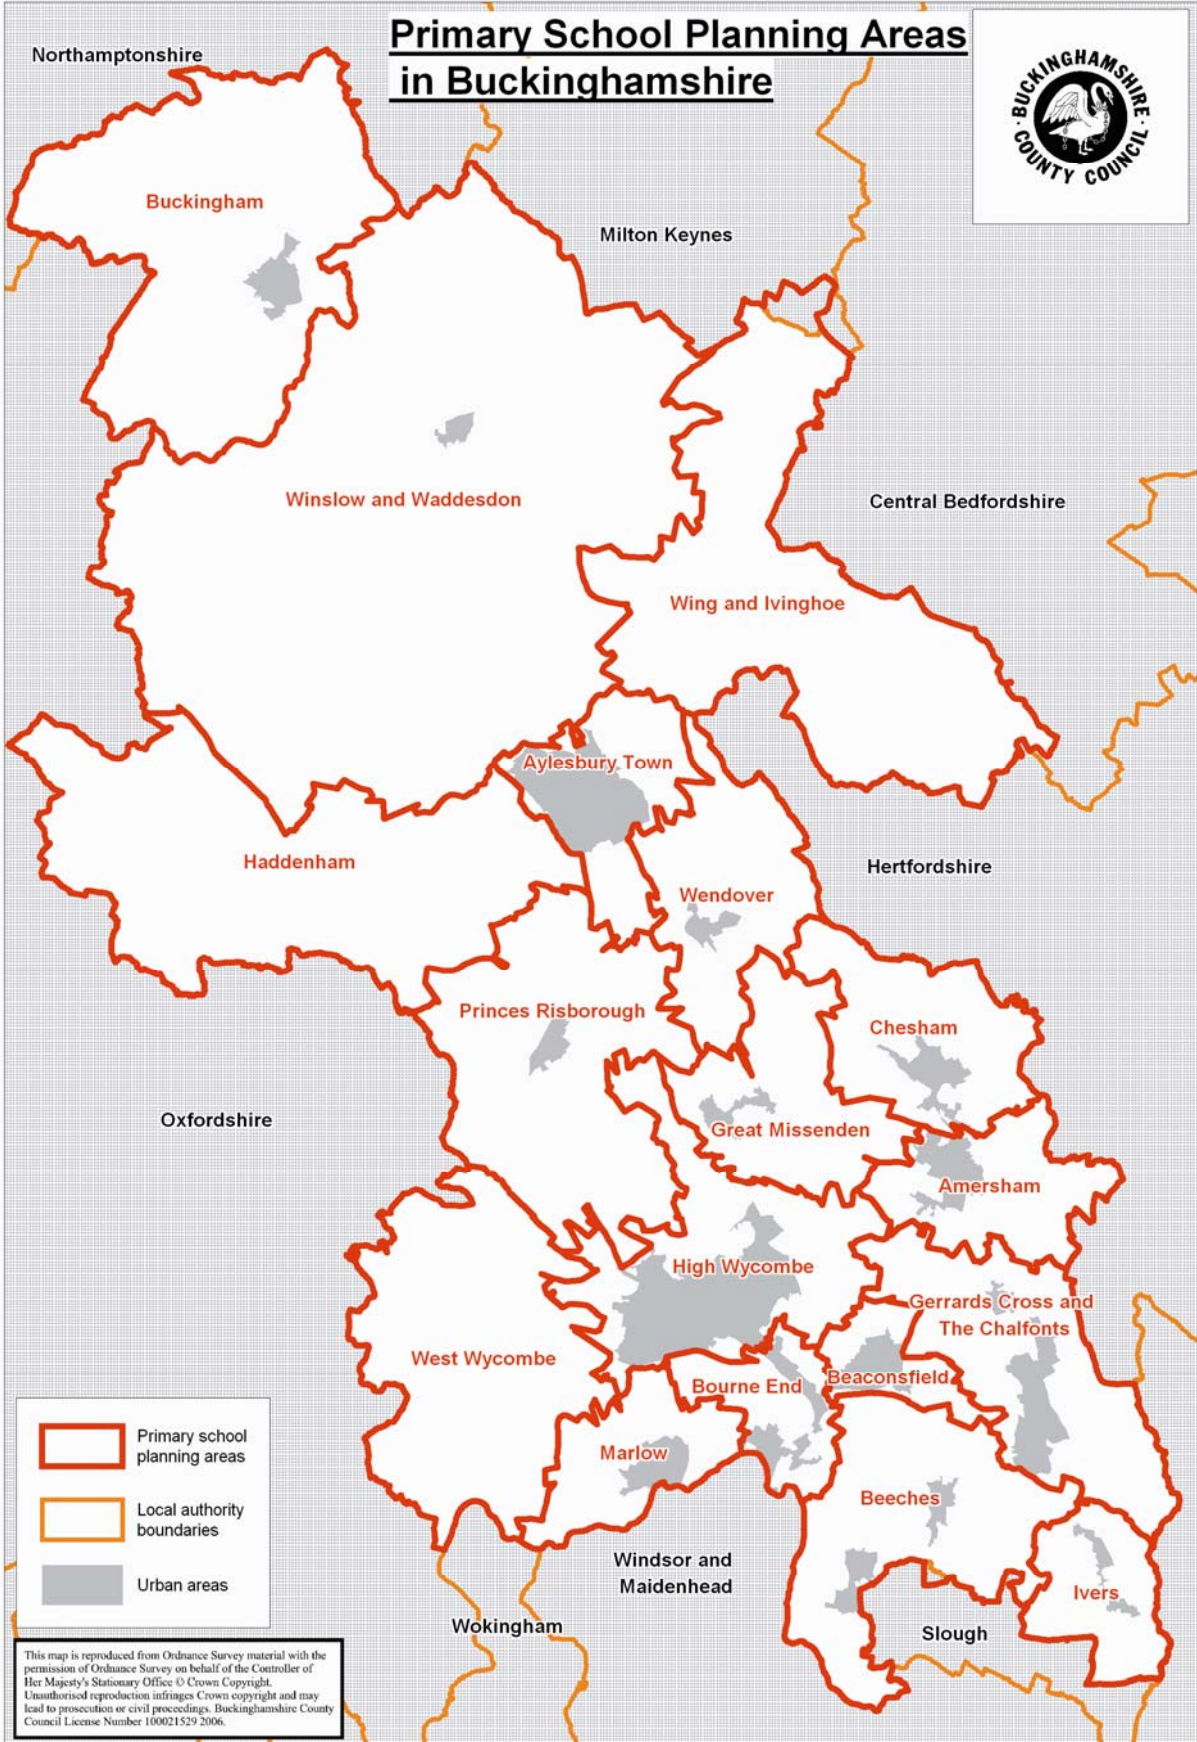 Primary School Planning Areas
in Buckinghamshire
BUCKINGHAMSHIRE
COUNTY COUNCIL
Northamptonshire
Buckingham
Milton Keynes
Winslow and Waddesdon
Central Bedfordshire
Wing and Ivinghoe
Aylesbury Town
Haddenham
Hertfordshire
Wendover
Princes Risborough
Chesham
Oxfordshire
Great Missenden
Amersham
High Wycombe
Gerrards Cross and
The Chalfonts
West Wycombe
Bourne End
Beaconsfield
Marlow
Beeches
Windsor and
Maidenhead
Ivers
Wokingham
Slough
Primary school
planning areas
Local authority
boundaries
Urban areas
This map is reproduced from Ordnance Survey material with the
permission of Ordnance Survey on behalf of the Controller of
Her Majesty's Stationary Office © Crown Copyright.
Unauthorised reproduction infringes Crown copyright and may
lead to prosecution or civil proceedings. Buckinghamshire County
Council License Number 100021529 2006.